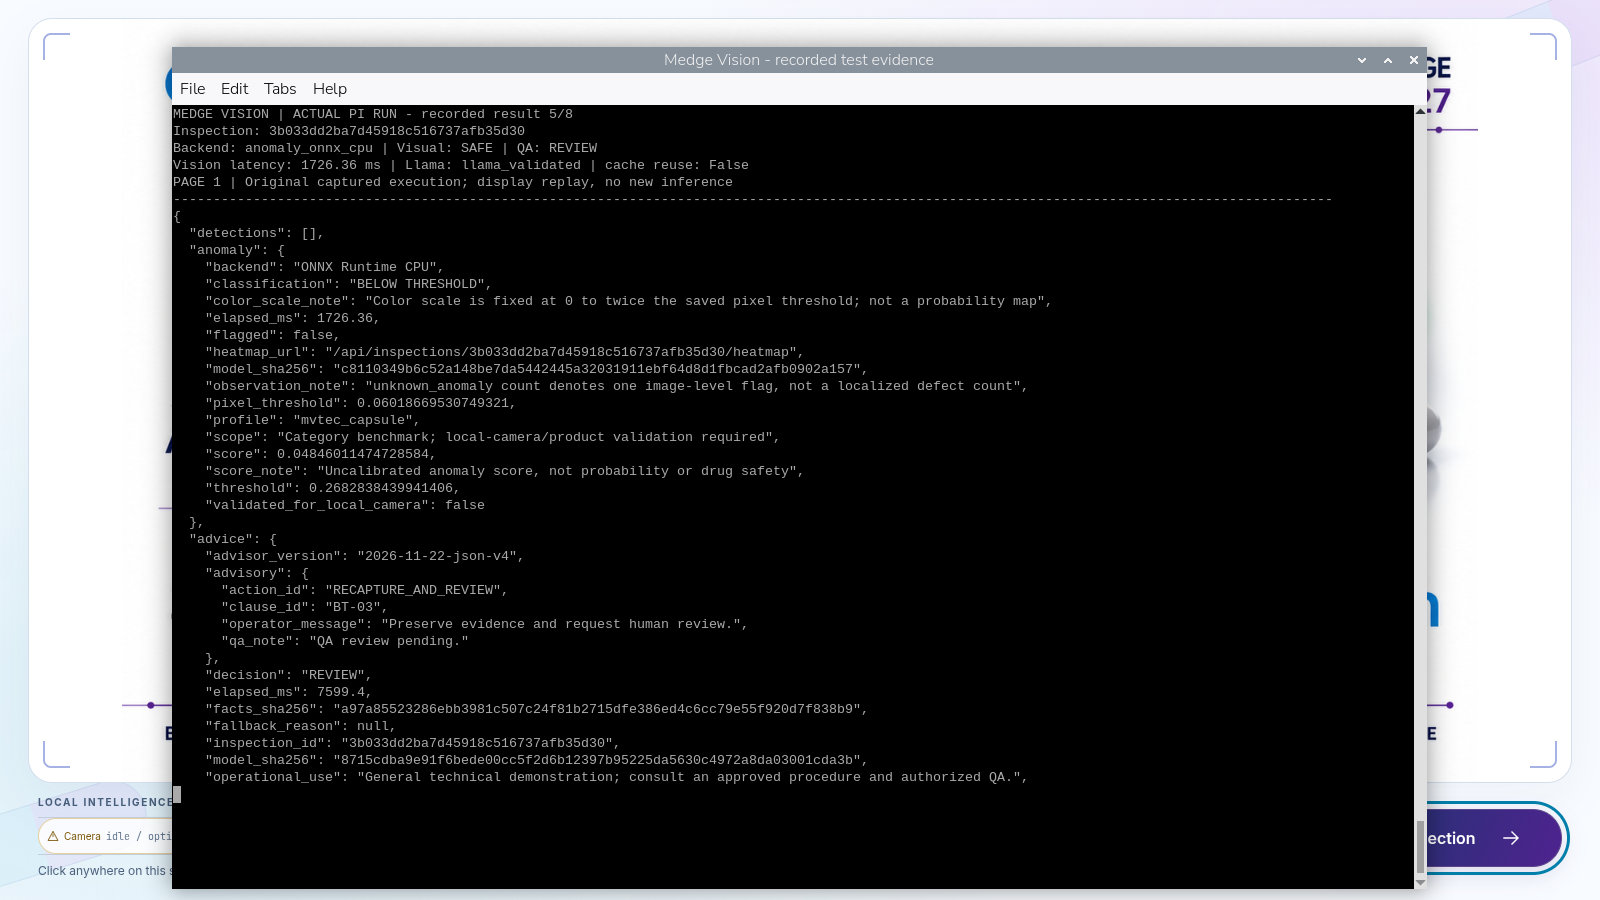 Medge Vision - recorded test evidence
File Edit Tabs Help
MEDGE VISION | ACTUAL PI RUN - recorded result 5/8
Inspection: 3b033dd2ba7d45918c516737afb35d30
Backend: anomaly_onnx_cpu | Visual: SAFE | QA: REVIEW
Vision latency: 1726.36 ms | Llama: llama_validated | cache reuse: False
PAGE 1 | Original captured execution; display replay, no new inference
-------------------------------------------------------------------------------------------------------------------------------------------------
{
  "detections": [],
  "anomaly": {
    "backend": "ONNX Runtime CPU",
    "classification": "BELOW THRESHOLD",
    "color_scale_note": "Color scale is fixed at 0 to twice the saved pixel threshold; not a probability map",
    "elapsed_ms": 1726.36,
    "flagged": false,
    "heatmap_url": "/api/inspections/3b033dd2ba7d45918c516737afb35d30/heatmap",
    "model_sha256": "c8110349b6c52a148be7da5442445a32031911ebf64d8d1fbcad2afb0902a157",
    "observation_note": "unknown_anomaly count denotes one image-level flag, not a localized defect count",
    "pixel_threshold": 0.06018669530749321,
    "profile": "mvtec_capsule",
    "scope": "Category benchmark; local-camera/product validation required",
    "score": 0.04846011474728584,
    "score_note": "Uncalibrated anomaly score, not probability or drug safety",
    "threshold": 0.2682838439941406,
    "validated_for_local_camera": false
  },
  "advice": {
    "advisor_version": "2026-11-22-json-v4",
    "advisory": {
      "action_id": "RECAPTURE_AND_REVIEW",
      "clause_id": "BT-03",
      "operator_message": "Preserve evidence and request human review.",
      "qa_note": "QA review pending."
    },
    "decision": "REVIEW",
    "elapsed_ms": 7599.4,
    "facts_sha256": "a97a85523286ebb3981c507c24f81b2715dfe386ed4c6cc79e55f920d7f838b9",
    "fallback_reason": null,
    "inspection_id": "3b033dd2ba7d45918c516737afb35d30",
    "model_sha256": "8715cdba9e91f6bede00cc5f2d6b12397b95225da5630c4972a8da03001cda3b",
    "operational_use": "General technical demonstration; consult an approved procedure and authorized QA.",
GE
27
LOCAL INTELLIGENCE
Camera idle / opti
Click anywhere on this s
ection